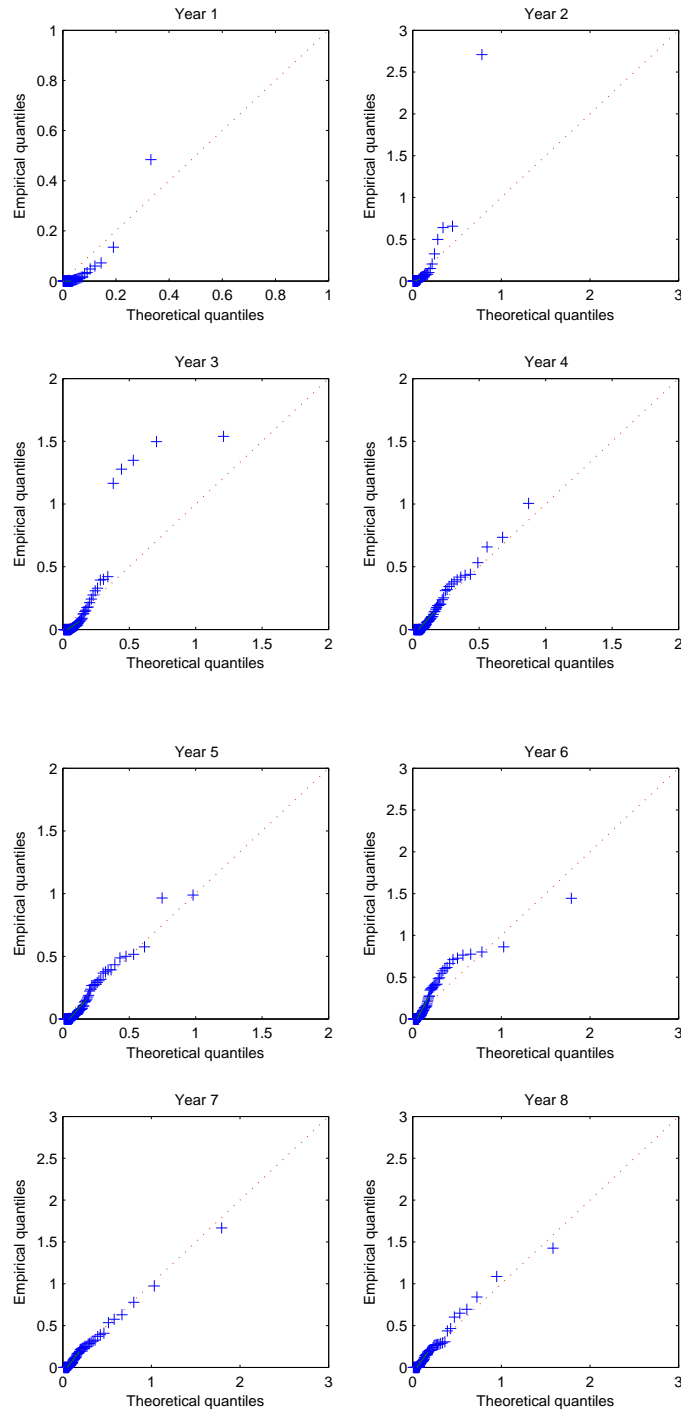 Year 1
1
0.8
0.6
0.4
0.2
0
0 0.2 0.4 0.6 0.8 1
Empirical quantiles
Theoretical quantiles
Year 2
3
2.5
2
1.5
1
0.5
0
0 1 2 3
Empirical quantiles
Theoretical quantiles
Year 3
2
1.5
1
0.5
0
0 0.5 1 1.5 2
Empirical quantiles
Theoretical quantiles
Year 4
2
1.5
1
0.5
0
0 0.5 1 1.5 2
Empirical quantiles
Theoretical quantiles
Year 5
2
1.5
1
0.5
0
0 0.5 1 1.5 2
Empirical quantiles
Theoretical quantiles
Year 6
3
2.5
2
1.5
1
0.5
0
0 1 2 3
Empirical quantiles
Theoretical quantiles
Year 7
3
2.5
2
1.5
1
0.5
0
0 1 2 3
Empirical quantiles
Theoretical quantiles
Year 8
3
2.5
2
1.5
1
0.5
0
0 1 2 3
Empirical quantiles
Theoretical quantiles